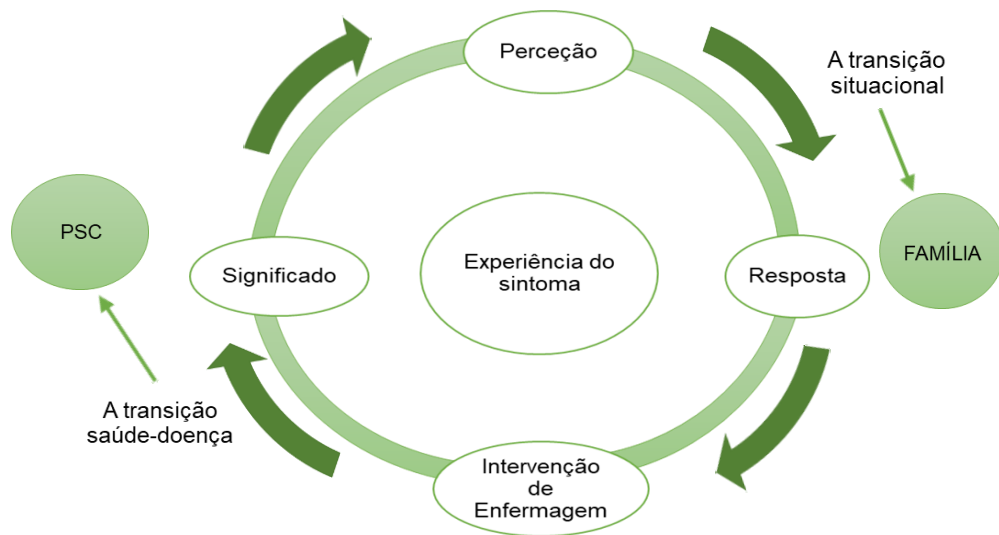 Perceção
A transição
situacional
PSC
FAMÍLIA
Significado
Experiência do
sintoma
Resposta
A transição
saúde-doença
Intervenção
de
Enfermagem